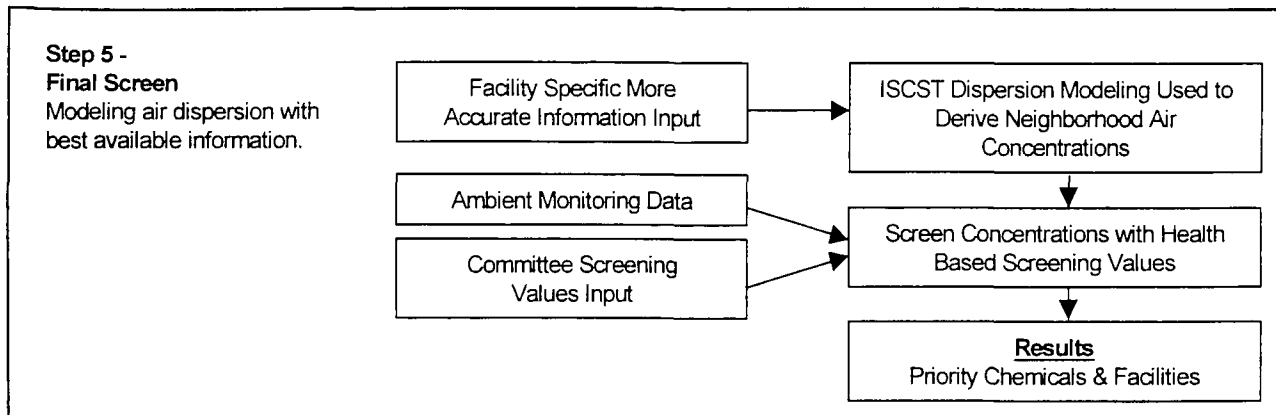 Step 5 -
Final Screen
Modeling air dispersion with
best available information.
Facility Specific More
Accurate Information Input
ISCST Dispersion Modeling Used to
Derive Neighborhood Air
Concentrations
Ambient Monitoring Data
Committee Screening
Values Input
Screen Concentrations with Health
Based Screening Values
Results
Priority Chemicals & Facilities